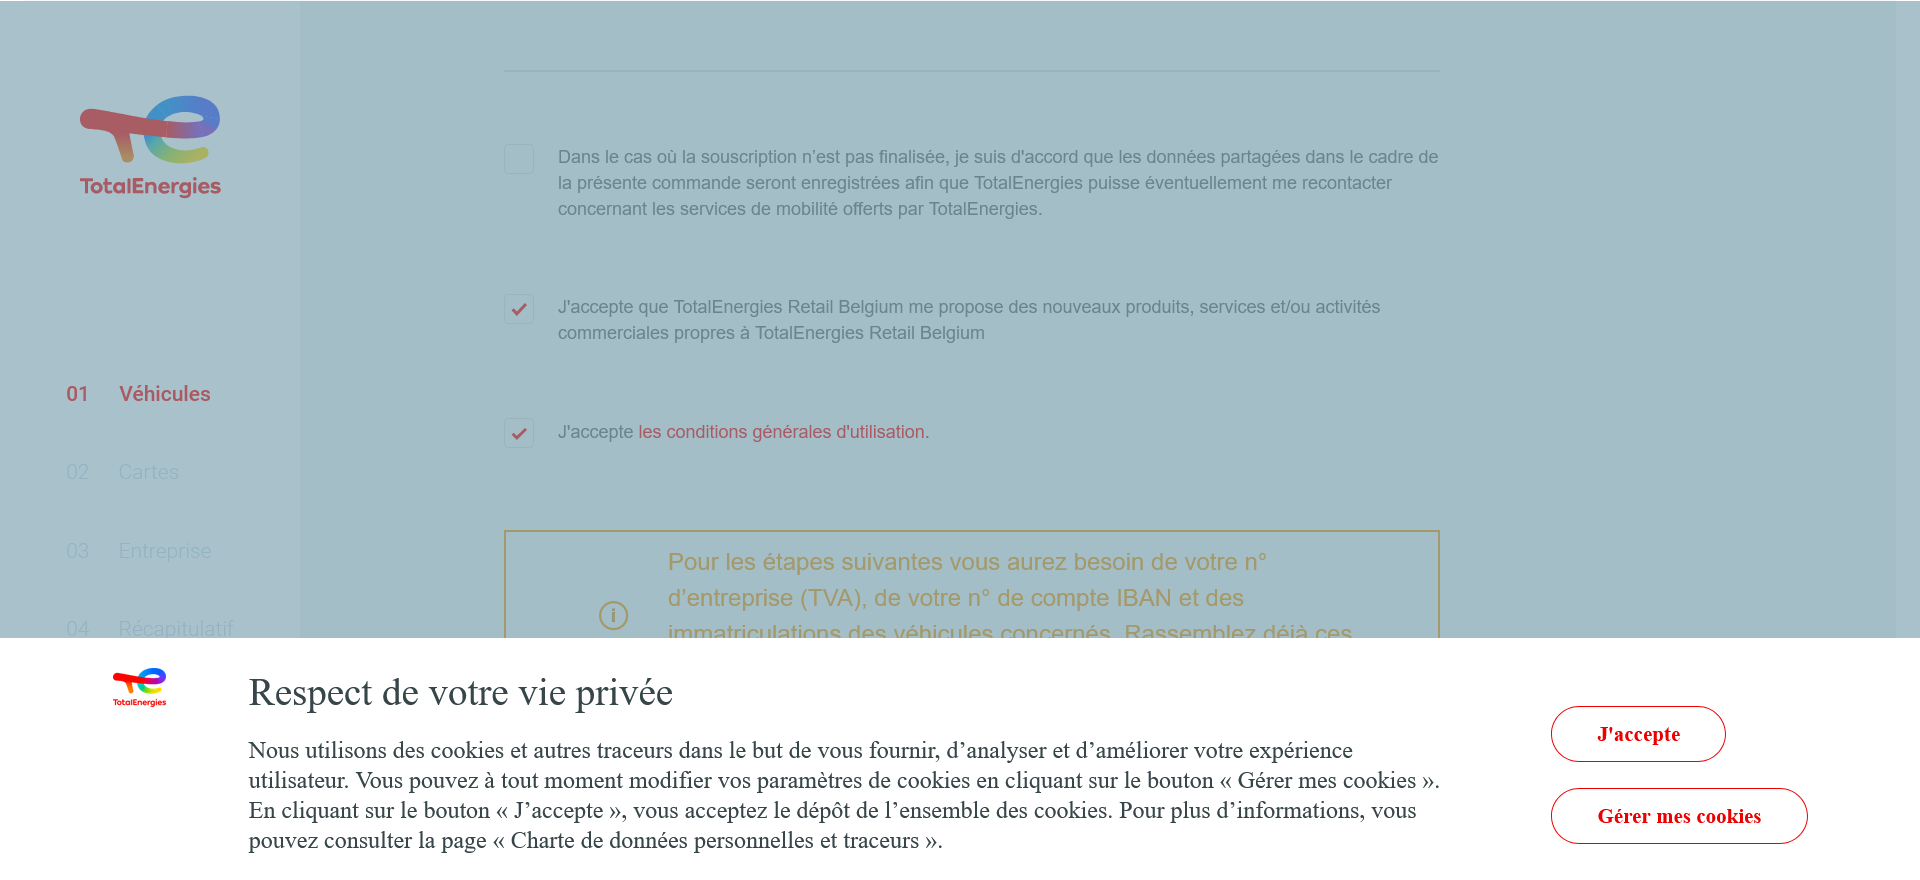 TotalEnergies
Dans le cas où la souscription n’est pas finalisée, je suis d'accord que les données partagées dans le cadre de
la présente commande seront enregistrées afin que TotalEnergies puisse éventuellement me recontacter
concernant les services de mobilité offerts par TotalEnergies.
J'accepte que TotalEnergies Retail Belgium me propose des nouveaux produits, services et/ou activités
commerciales propres à TotalEnergies Retail Belgium
01 Véhicules
J'accepte les conditions générales d'utilisation.
02 Cartes
03 Entreprise
Pour les étapes suivantes vous aurez besoin de votre n°
d’entreprise (TVA), de votre n° de compte IBAN et des
04 Récapitulatif
immatriculations des véhicules concernés. Rassemblez déjà ces
TotalEnergies
Respect de votre vie privée
Nous utilisons des cookies et autres traceurs dans le but de vous fournir, d’analyser et d’améliorer votre expérience
utilisateur. Vous pouvez à tout moment modifier vos paramètres de cookies en cliquant sur le bouton « Gérer mes cookies ».
En cliquant sur le bouton « J’accepte », vous acceptez le dépôt de l’ensemble des cookies. Pour plus d’informations, vous
pouvez consulter la page « Charte de données personnelles et traceurs ».
J'accepte
Gérer mes cookies